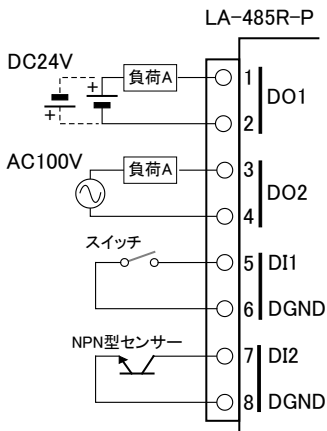 LA-485R-P
DC24V
+
+
負荷A
1
2
DO1
AC100V
負荷A
3
4
DO2
スイッチ
5 DI1
6 DGND
NPN型センサー
7 DI2
8 DGND